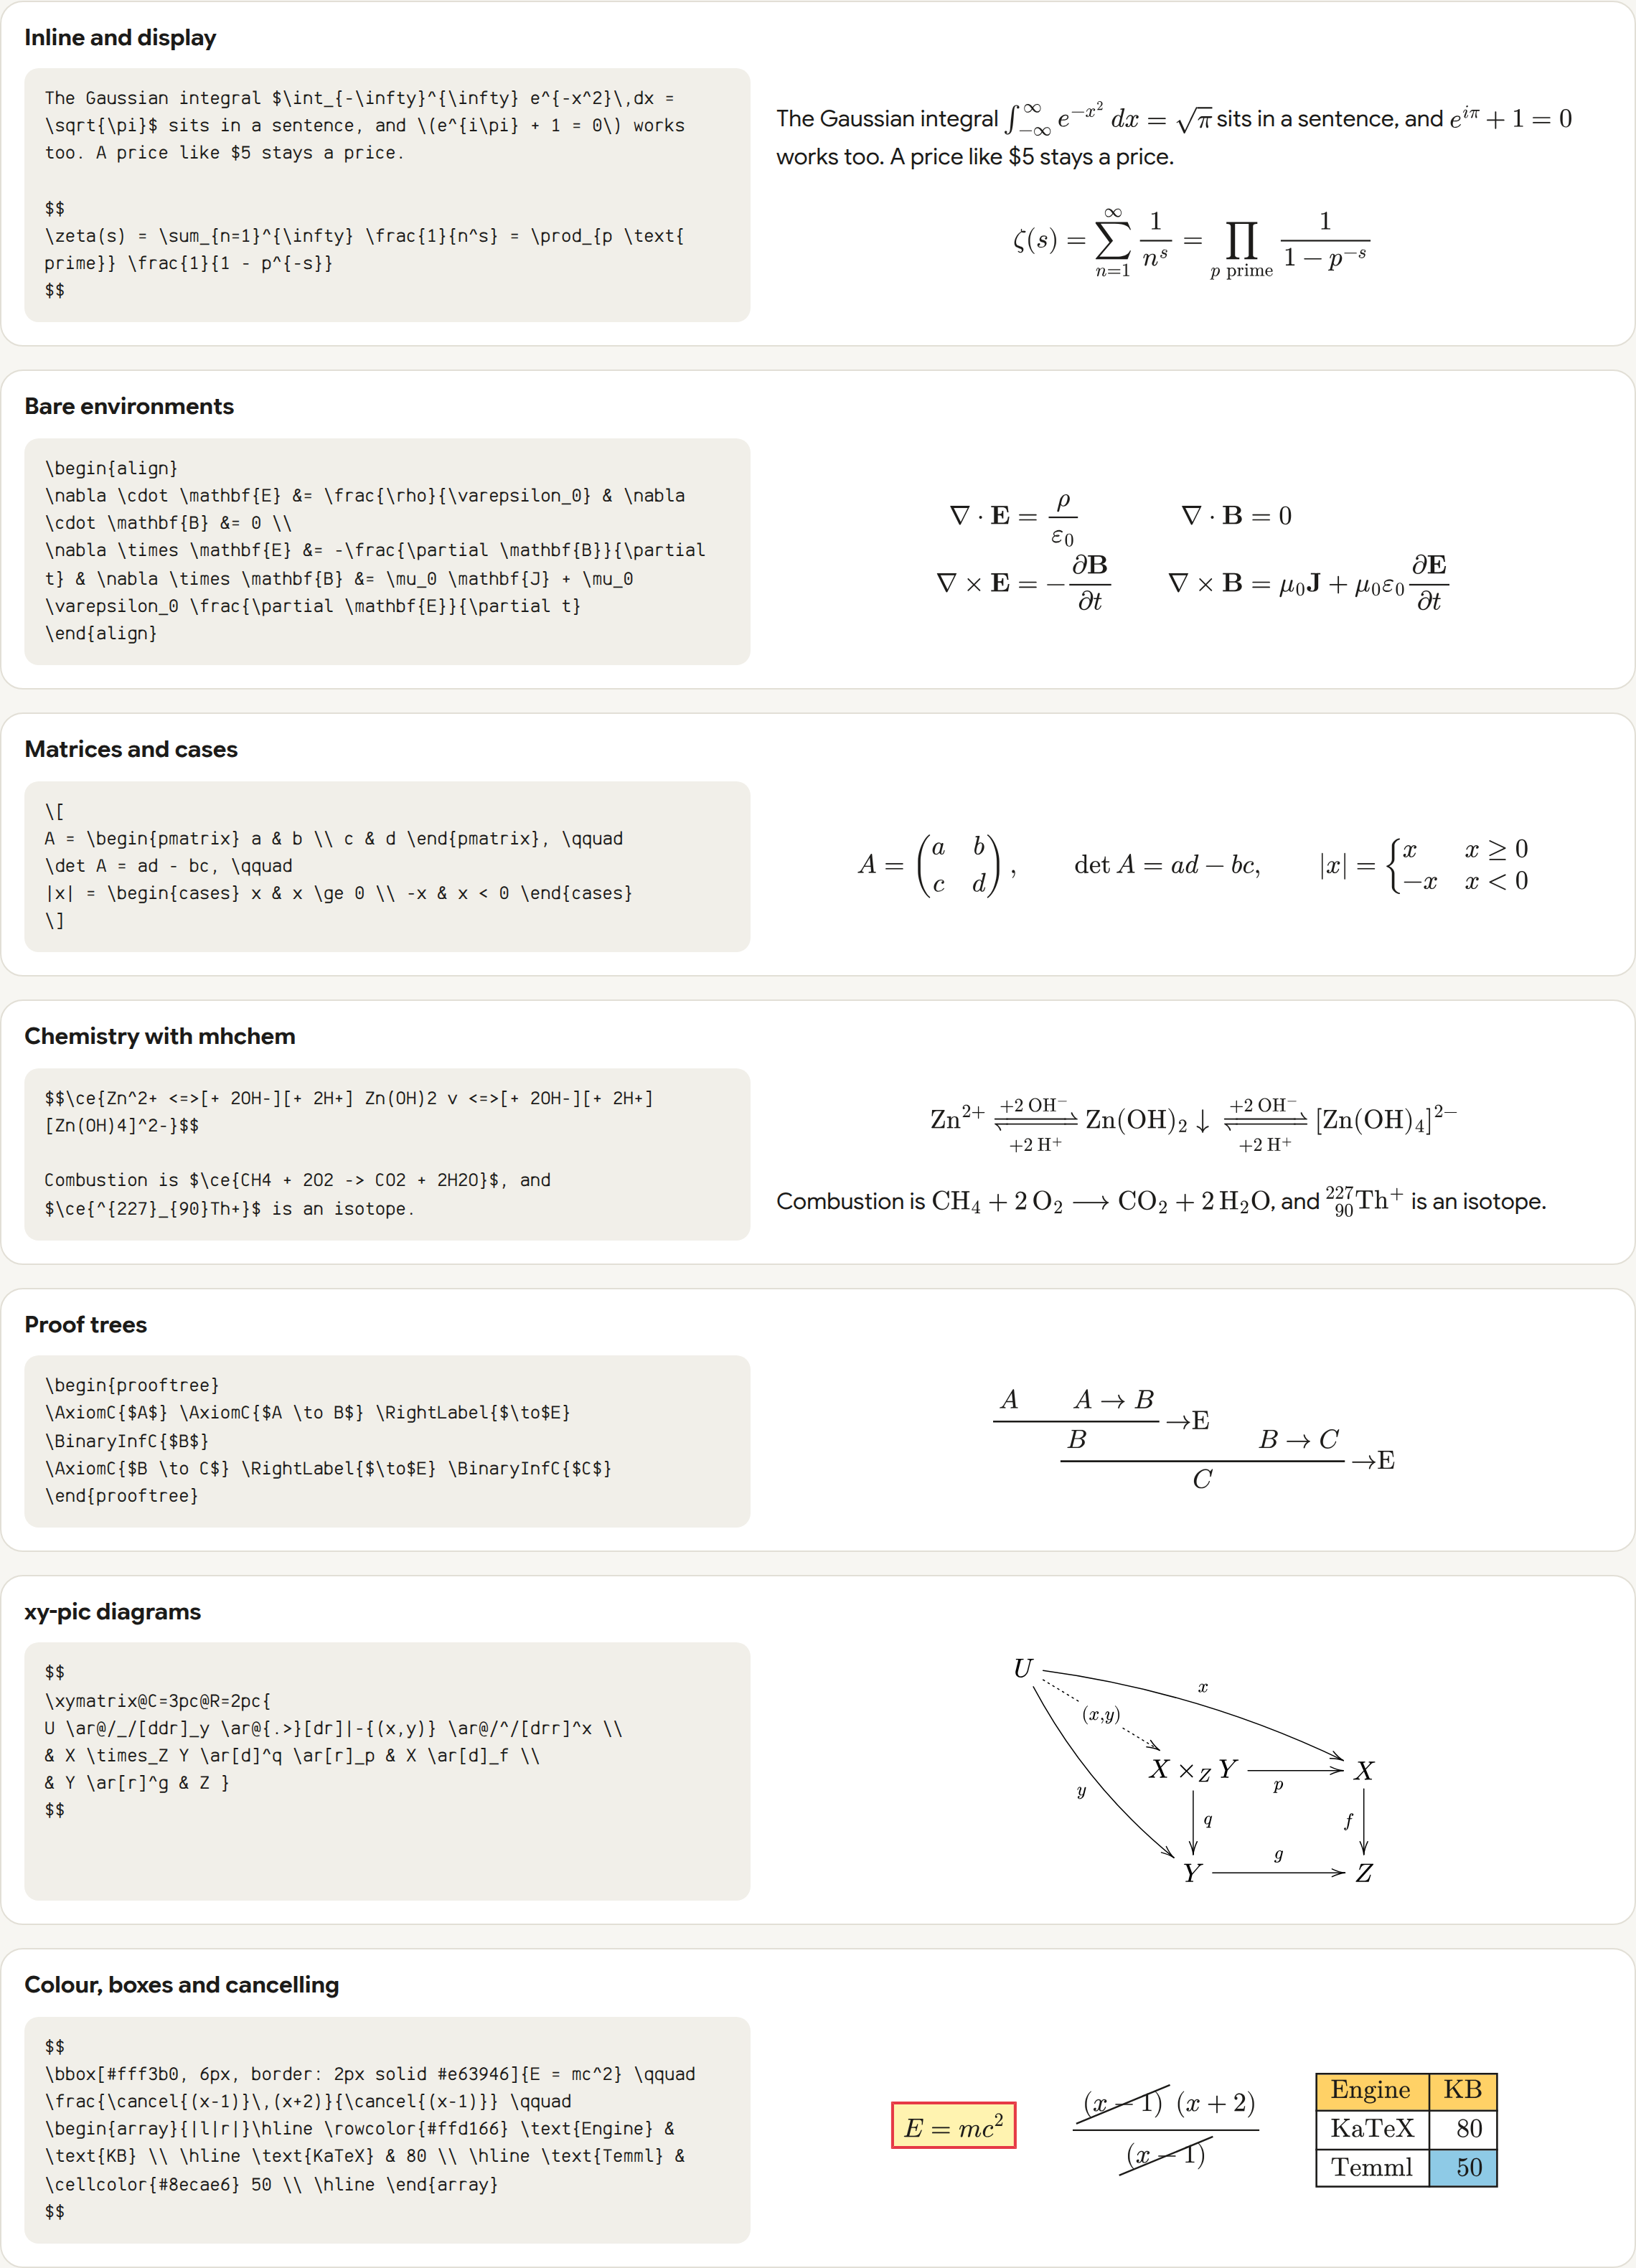 Inline and display
The Gaussian integral $\int_{-\infty}^{\infty} e^{-x^2}\,dx =
\sqrt{\pi}$ sits in a sentence, and \(e^{i\pi} + 1 = 0\) works
too. A price like $5 stays a price.
$$
\zeta(s) = \sum_{n=1}^{\infty} \frac{1}{n^s} = \prod_{p \text{
prime}} \frac{1}{1 - p^{-s}}
$$
The Gaussian integral ∫_{−∞}^{∞} e^{−x²} dx = √π sits in a sentence, and e^{iπ} + 1 = 0
works too. A price like $5 stays a price.
ζ(s) = ∑_{n=1}^{∞} 1/n^s = ∏_{p prime} 1/(1 − p^{−s})
Bare environments
\begin{align}
\nabla \cdot \mathbf{E} &= \frac{\rho}{\varepsilon_0} & \nabla
\cdot \mathbf{B} &= 0 \\
\nabla \times \mathbf{E} &= -\frac{\partial \mathbf{B}}{\partial
t} & \nabla \times \mathbf{B} &= \mu_0 \mathbf{J} + \mu_0
\varepsilon_0 \frac{\partial \mathbf{E}}{\partial t}
\end{align}
∇ · E = ρ/ε₀ ∇ · B = 0
∇ × E = −∂B/∂t ∇ × B = μ₀J + μ₀ε₀ ∂E/∂t
Matrices and cases
\[
A = \begin{pmatrix} a & b \\ c & d \end{pmatrix}, \qquad
\det A = ad - bc, \qquad
|x| = \begin{cases} x & x \ge 0 \\ -x & x < 0 \end{cases}
\]
A = (a b
c d), det A = ad − bc, |x| = {x x ≥ 0
−x x < 0
Chemistry with mhchem
$$\ce{Zn^2+ <=>[+ 2OH-][+ 2H+] Zn(OH)2 v <=>[+ 2OH-][+ 2H+]
[Zn(OH)4]^2-}$$
Combustion is $\ce{CH4 + 2O2 -> CO2 + 2H2O}$, and
$\ce{^{227}_{90}Th+}$ is an isotope.
Zn²⁺ ⇌[+2 OH⁻][+2 H⁺] Zn(OH)₂↓ ⇌[+2 OH⁻][+2 H⁺] [Zn(OH)₄]²⁻
Combustion is CH₄ + 2 O₂ ⟶ CO₂ + 2 H₂O, and ²²⁷₉₀Th⁺ is an isotope.
Proof trees
\begin{prooftree}
\AxiomC{$A$} \AxiomC{$A \to B$} \RightLabel{$\to$E}
\BinaryInfC{$B$}
\AxiomC{$B \to C$} \RightLabel{$\to$E} \BinaryInfC{$C$}
\end{prooftree}
A A → B
→E
B B → C
→E
C
xy-pic diagrams
$$
\xymatrix@C=3pc@R=2pc{
U \ar@/_/[ddr]_y \ar@{.>}[dr]|-{(x,y)} \ar@/^/[drr]^x \\
& X \times_Z Y \ar[d]^q \ar[r]_p & X \ar[d]_f \\
& Y \ar[r]^g & Z }
$$
U
x
(x,y)
X ×_Z Y
p
X
y
q
f
Y
g
Z
Colour, boxes and cancelling
$$
\bbox[#fff3b0, 6px, border: 2px solid #e63946]{E = mc^2} \qquad
\frac{\cancel{(x-1)}\,(x+2)}{\cancel{(x-1)}} \qquad
\begin{array}{|l|r|}\hline \rowcolor{#ffd166} \text{Engine} &
\text{KB} \\ \hline \text{KaTeX} & 80 \\ \hline \text{Temml} &
\cellcolor{#8ecae6} 50 \\ \hline \end{array}
$$
E = mc²
(x − 1) (x + 2)
(x − 1)
Engine KB
KaTeX 80
Temml 50